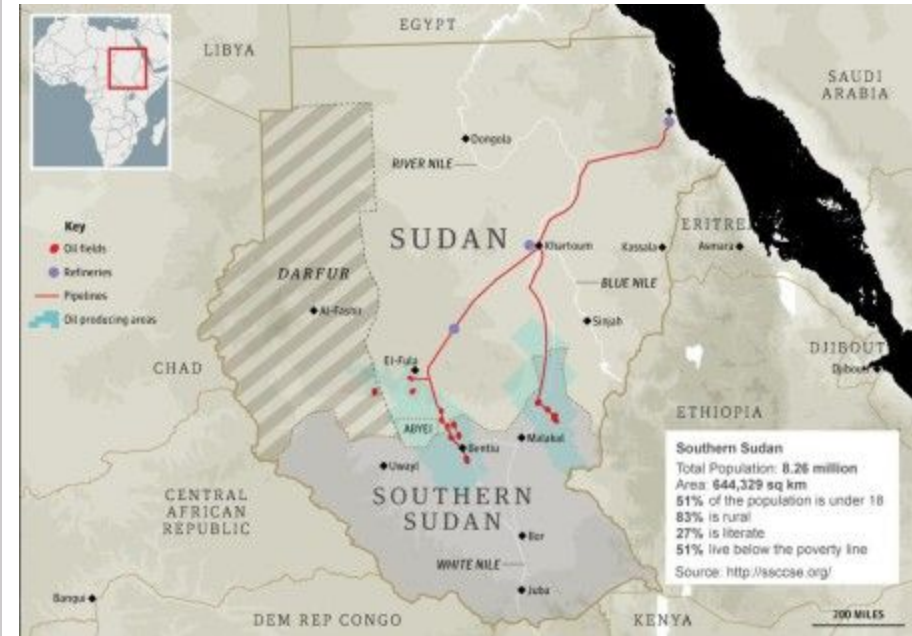 EGYPT
LIBYA
SAUDI
ARABIA
Dongola
RIVER NILE
Key
Oil fields
Refineries
Pipelines
Oil producing areas
SUDAN
Khartoum
Kassala
ERITRE
Asmara
DARFUR
BLUE NILE
Al-Fashu
Sinjah
CHAD
El-Fula
DJIBOUT
Djibouti
ABYEI
Bentiu
Malakal
ETHIOPIA
Uwayl
SOUTHERN
SUDAN
CENTRAL
AFRICAN
REPUBLIC
Bor
WHITE NILE
Juba
Bangui
DEM REP CONGO
KENYA
Southern Sudan
Total Population: 8.26 million
Area: 644,329 sq km
51% of the population is under 18
83% is rural
27% is literate
51% live below the poverty line
Source: http://ssccse.org/
200 MILES